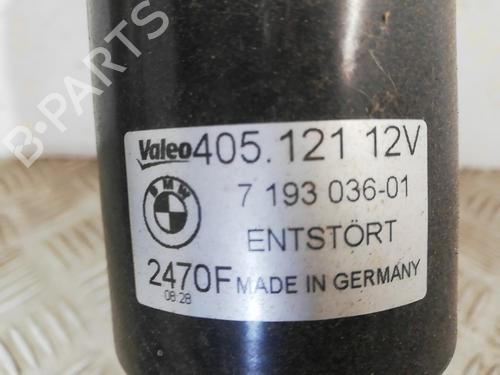 B-PARTS
Valeo 405.121 12V
BMW
7 193 036-01
ENTSTÖRT
2470F MADE IN GERMANY
08:28